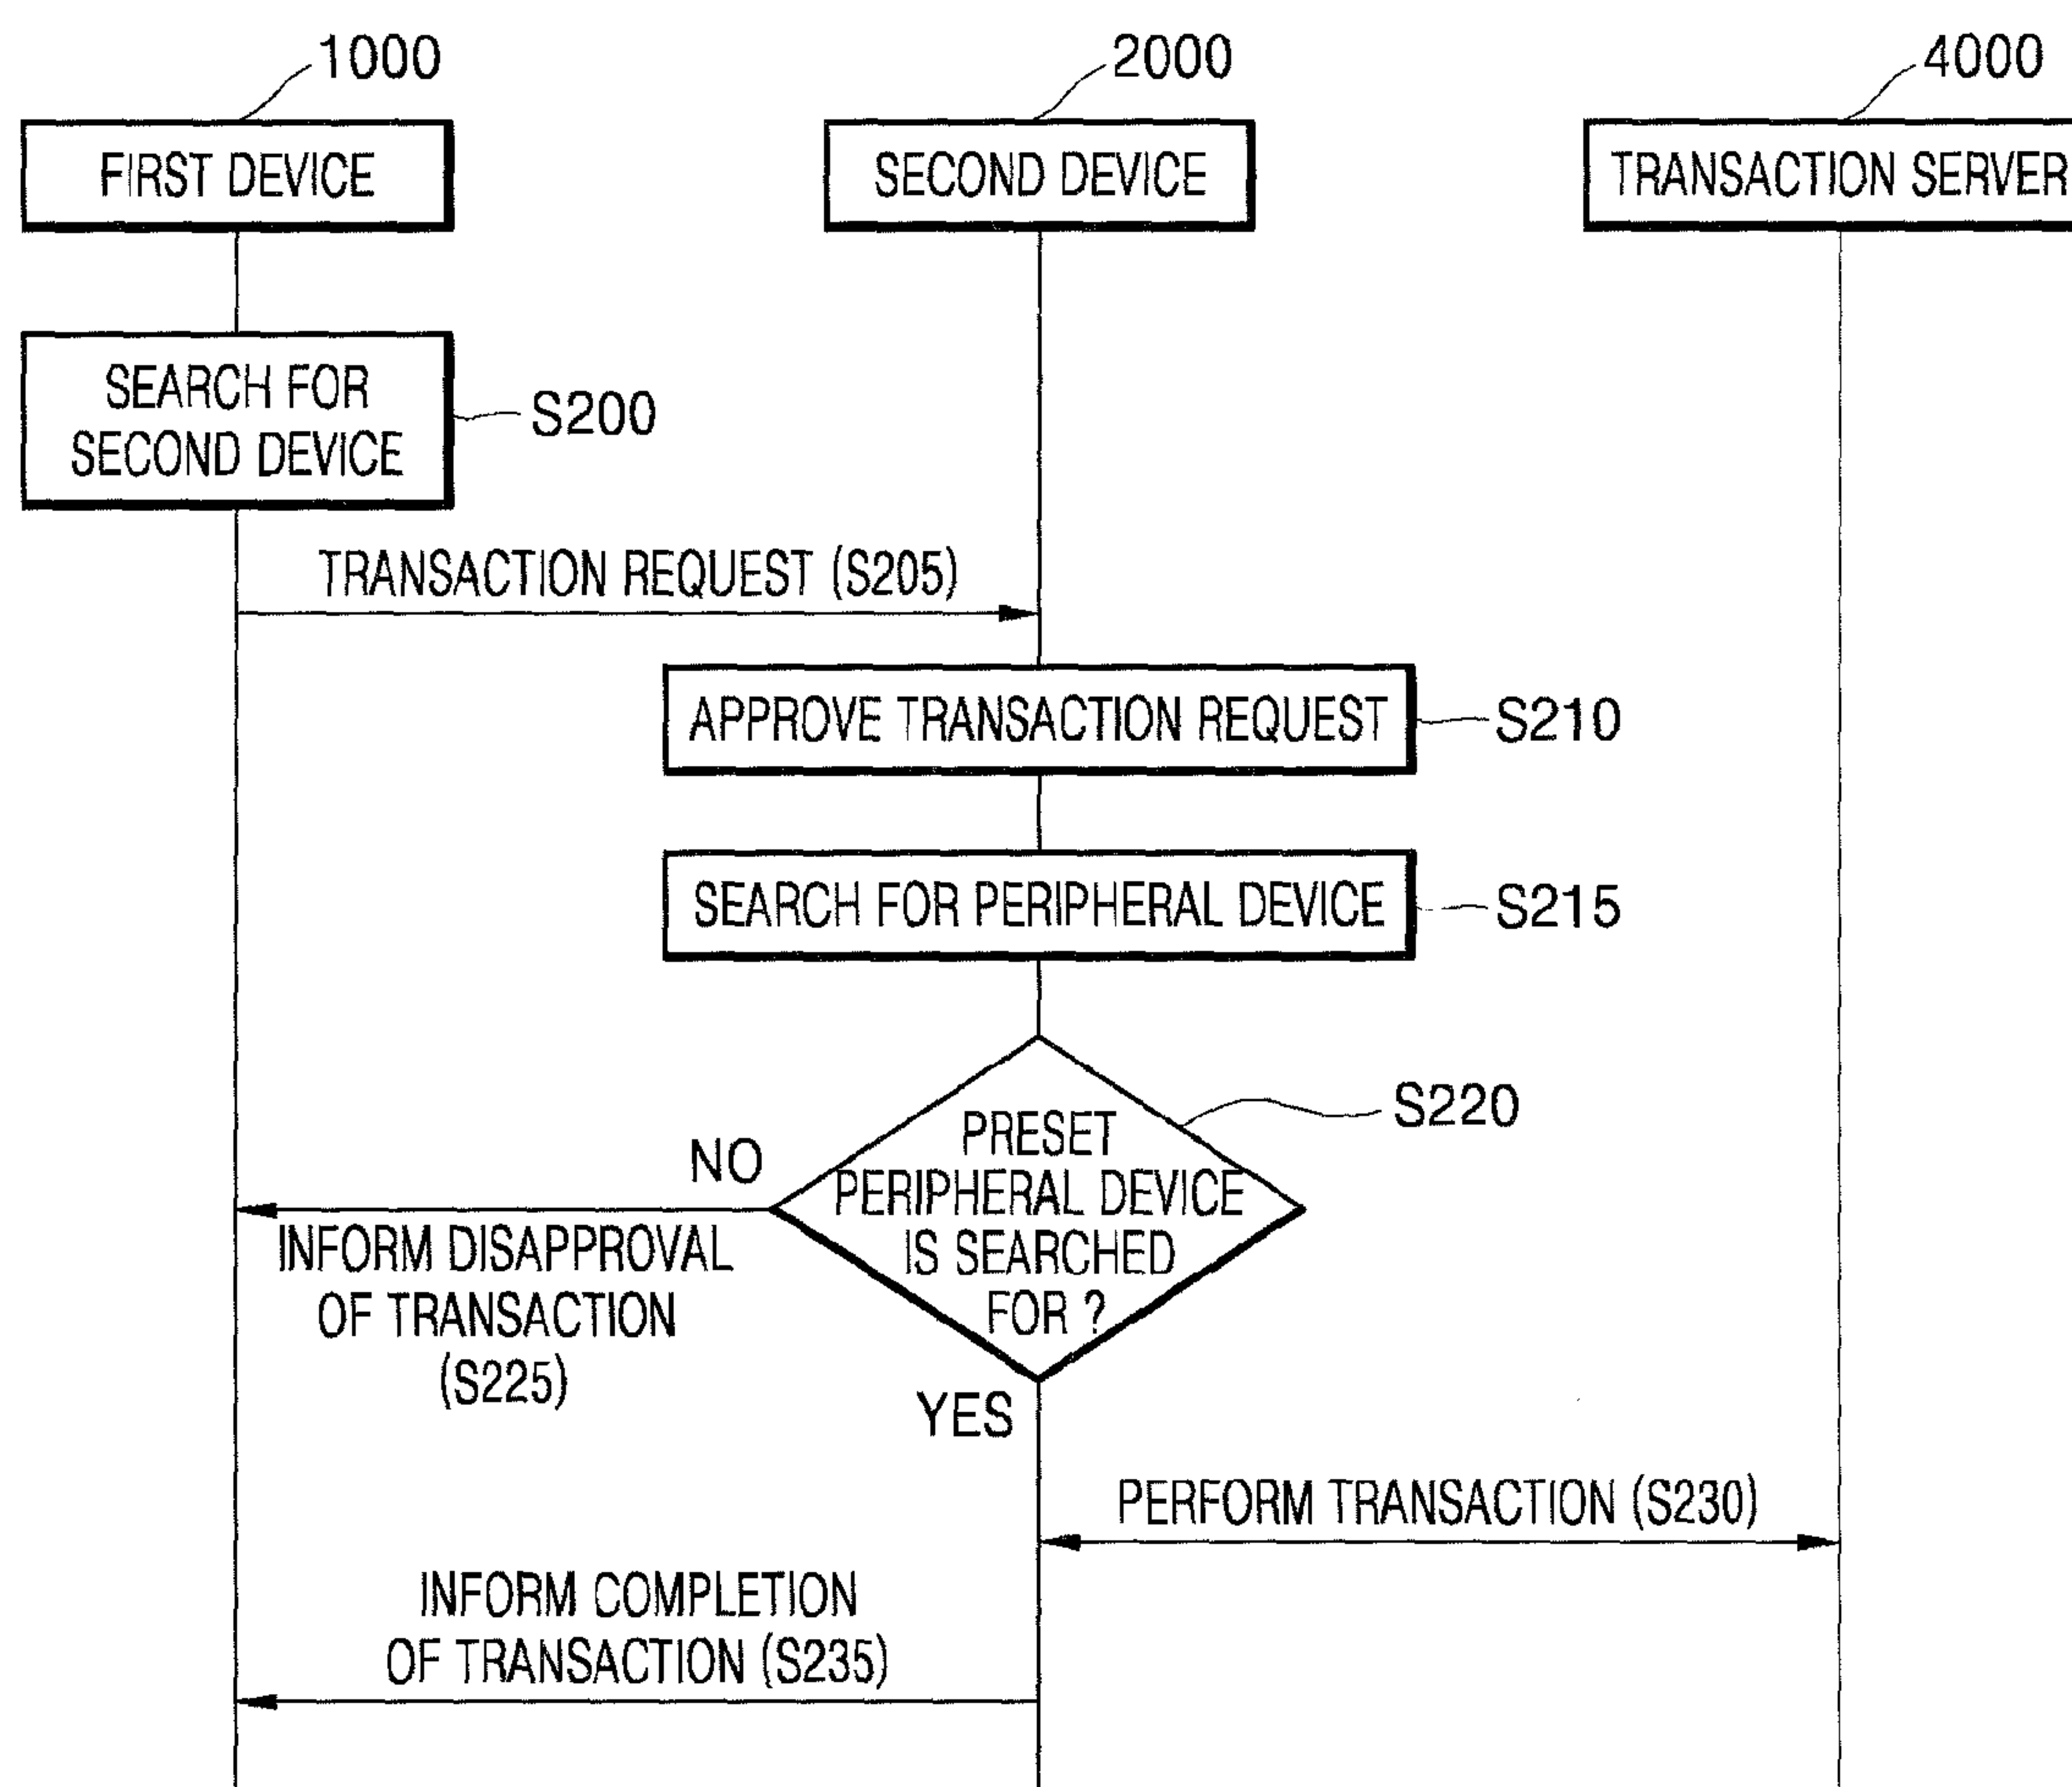 1000
2000
4000
FIRST DEVICE
SECOND DEVICE
TRANSACTION SERVER
SEARCH FOR
SECOND DEVICE
S200
TRANSACTION REQUEST (S205)
APPROVE TRANSACTION REQUEST
S210
SEARCH FOR PERIPHERAL DEVICE
S215
PRESET
PERIPHERAL DEVICE
IS SEARCHED
FOR ?
S220
NO
INFORM DISAPPROVAL
OF TRANSACTION
(S225)
YES
PERFORM TRANSACTION (S230)
INFORM COMPLETION
OF TRANSACTION (S235)